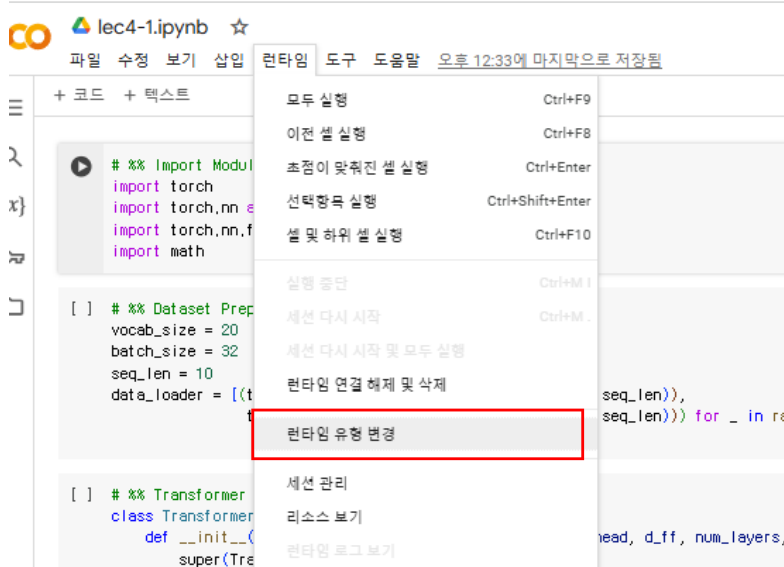 CO
lec4-1.ipynb ☆
파일 수정 보기 삽입 런타임 도구 도움말 오후 12:33에 마지막으로 저장됨
+ 코드 + 텍스트
모두 실행 Ctrl+F9
이전 셀 실행 Ctrl+F8
초점이 맞춰진 셀 실행 Ctrl+Enter
선택항목 실행 Ctrl+Shift+Enter
셀 및 하위 셀 실행 Ctrl+F10
실행 중단 Ctrl+M I
세션 다시 시작 Ctrl+M .
세션 다시 시작 및 모두 실행
런타임 연결 해제 및 삭제
런타임 유형 변경
세션 관리
리소스 보기
런타임 로그 보기
{x}
# %% Import Modul
import torch
import torch.nn a
import torch.nn.f
import math
[ ] # %% Dataset Prep
vocab_size = 20
batch_size = 32
seq_len = 10
data_loader = [(t seq_len)),
t seq_len))) for _ in ra
[ ] # %% Transformer
class Transformer
def __init__( head, d_ff, num_layers,
super(Tra